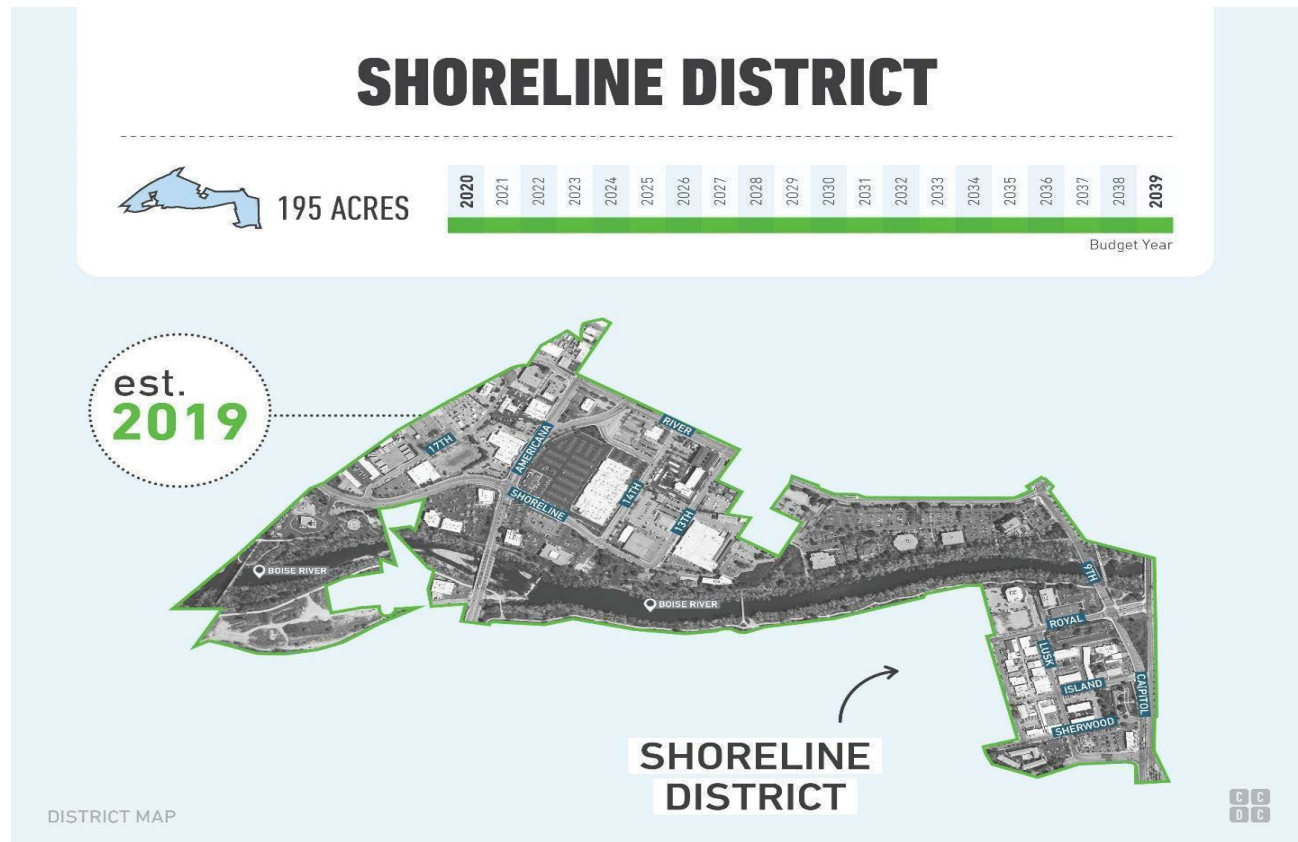 SHORELINE DISTRICT
195 ACRES
2020 2021 2022 2023 2024 2025 2026 2027 2028 2029 2030 2031 2032 2033 2034 2035 2036 2037 2038 2039
Budget Year
est.
2019
RIVER
17TH
AMERICANA
SHORELINE
14TH
13TH
BOISE RIVER
BOISE RIVER
9TH
ROYAL
LUSK
ISLAND
CAPITOL
SHERWOOD
SHORELINE
DISTRICT
DISTRICT MAP
CC
DC